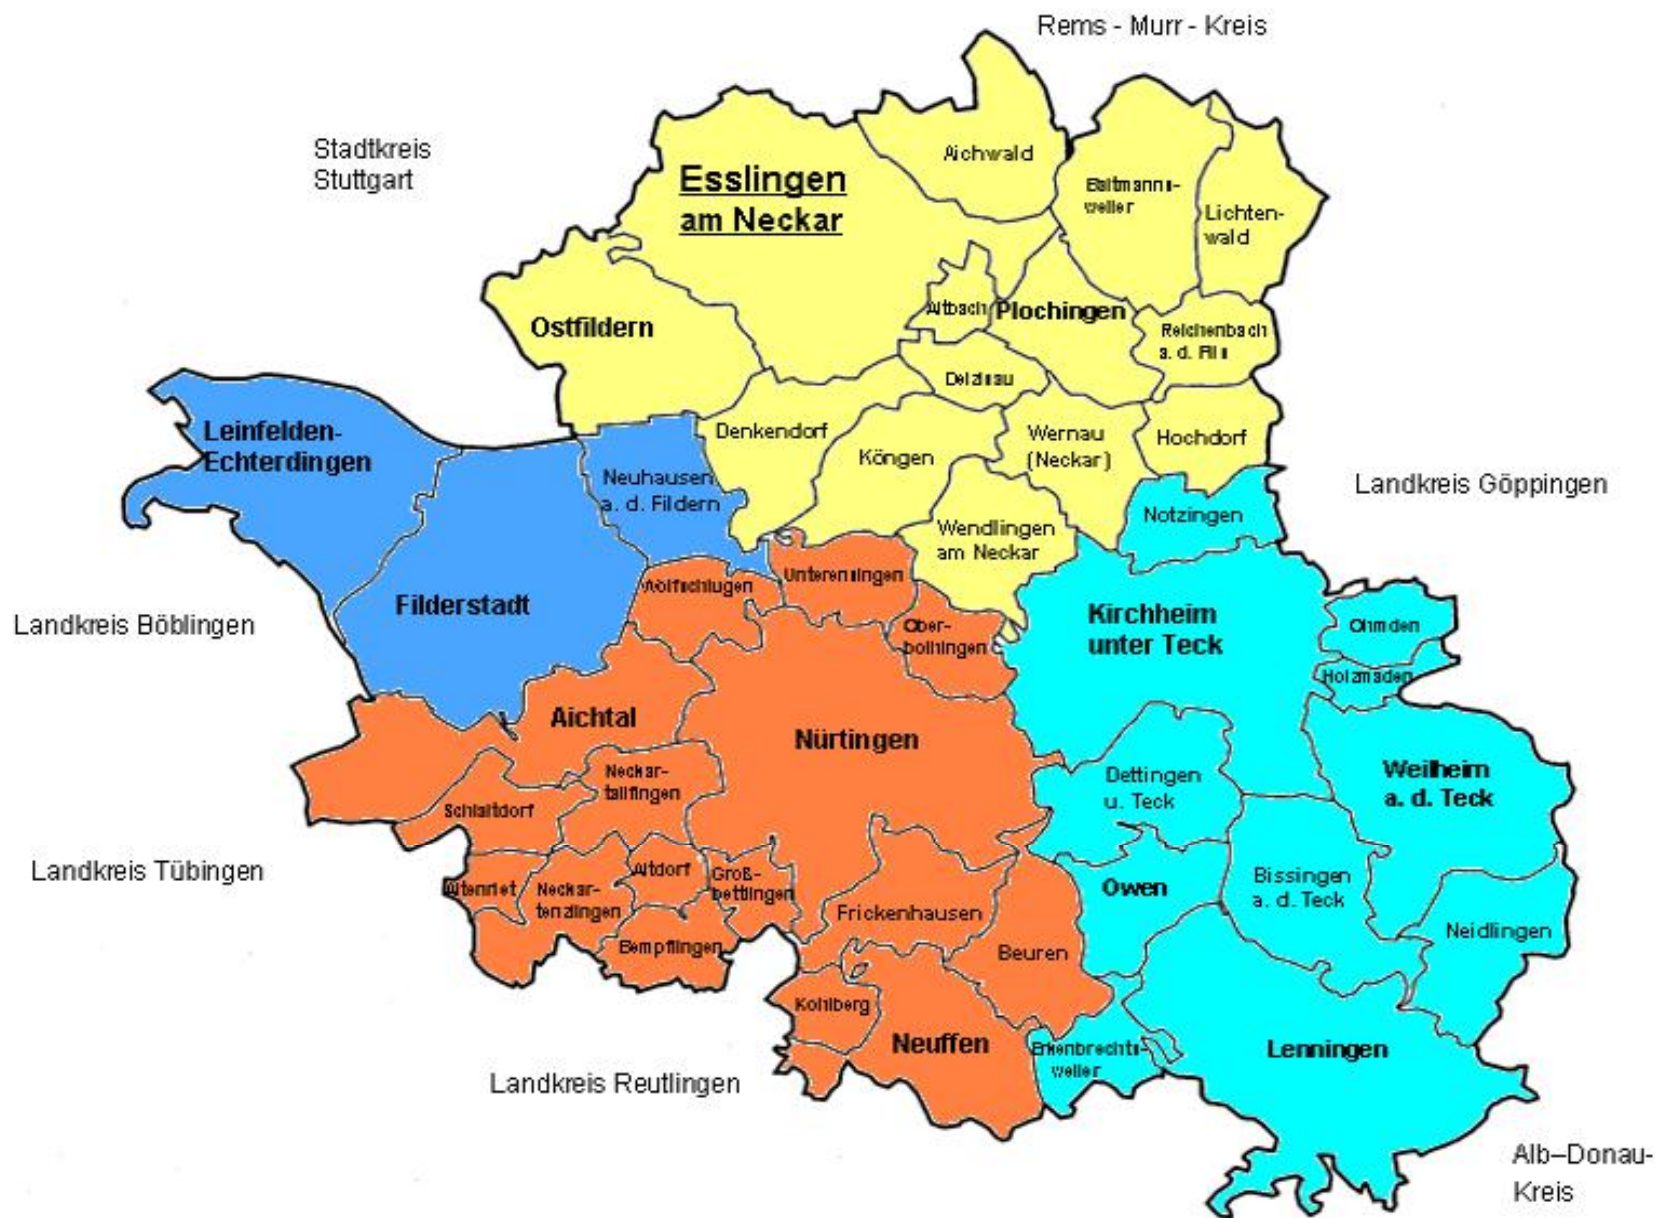 Rems - Murr - Kreis
Stadtkreis
Stuttgart
Aichwald
Esslingen
am Neckar
Baltmanns-
weiler
Lichten-
wald
Altbach
Plochingen
Ostfildern
Reichenbach
a. d. Fils
Deizisau
Leinfelden-
Echterdingen
Denkendorf
Wernau
(Neckar)
Hochdorf
Köngen
Neuhausen
a. d. Fildern
Landkreis Göppingen
Notzingen
Wendlingen
am Neckar
Wolfschlugen
Unterensingen
Filderstadt
Landkreis Böblingen
Ober-
boihingen
Kirchheim
unter Teck
Ohmden
Holzmaden
Aichtal
Nürtingen
Neckar-
tailfingen
Dettingen
u. Teck
Weilheim
a. d. Teck
Schlaitdorf
Landkreis Tübingen
Altenriet
Neckar-
tenzlingen
Altdorf
Groß-
bettlingen
Owen
Bissingen
a. d. Teck
Frickenhausen
Neidlingen
Bempflingen
Beuren
Kohlberg
Neuffen
Erkenbrechts-
weiler
Lenningen
Landkreis Reutlingen
Alb–Donau-
Kreis